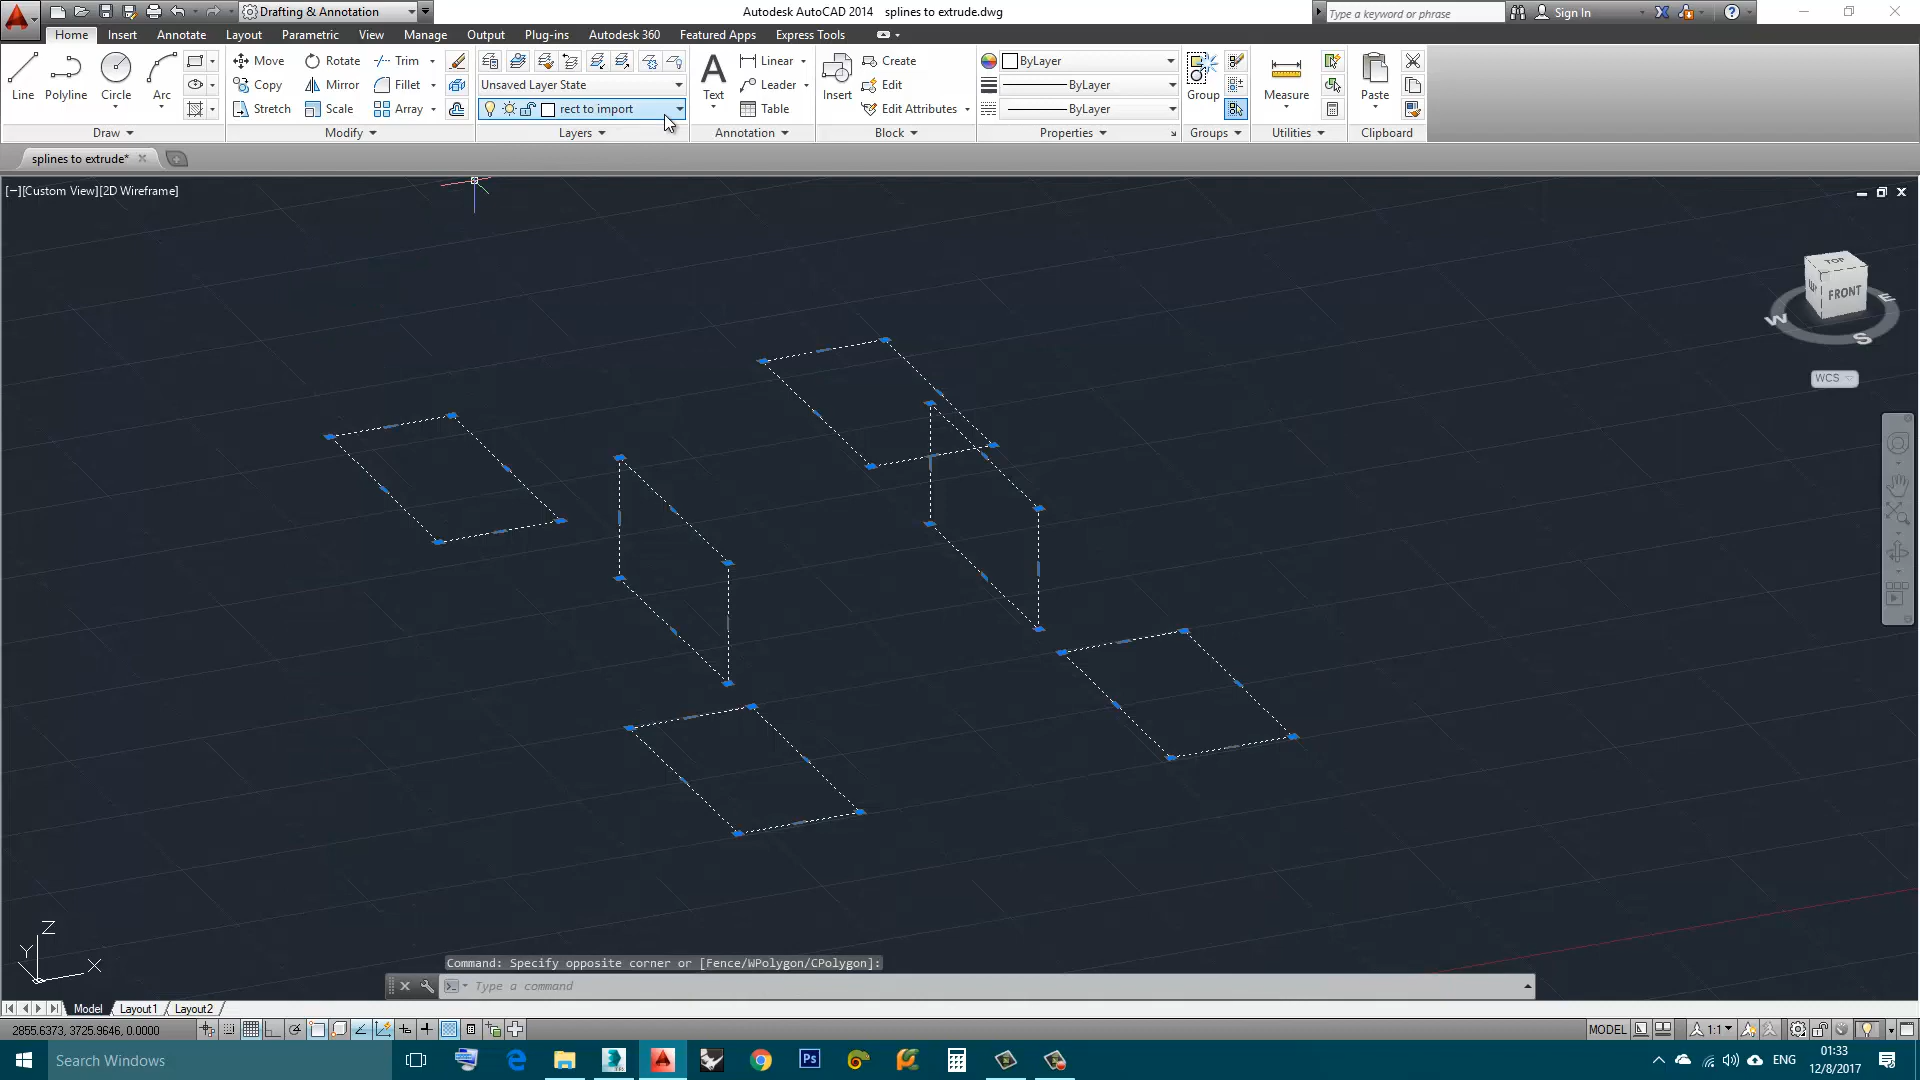 Drafting & Annotation
Autodesk AutoCAD 2014 splines to extrude.dwg
Type a keyword or phrase
Sign In
Home Insert Annotate Layout Parametric View Manage Output Plug-ins Autodesk 360 Featured Apps Express Tools
Line Polyline Circle Arc
Move Rotate Trim
Copy Mirror Fillet
Stretch Scale Array
Unsaved Layer State
rect to import
Text
Linear
Leader
Table
Insert
Create
Edit
Edit Attributes
ByLayer
ByLayer
ByLayer
Group
Measure
Paste
Draw Modify Layers Annotation Block Properties Groups Utilities Clipboard
splines to extrude*
[−][Custom View][2D Wireframe]
TOP
FRONT
W
S
E
WCS
Z
Y
X
Command: Specify opposite corner or [Fence/WPolygon/CPolygon]:
Type a command
Model Layout1 Layout2
2855.6373, 3725.9646, 0.0000
MODEL
1:1
Search Windows
Ps
ENG
01:33
12/8/2017